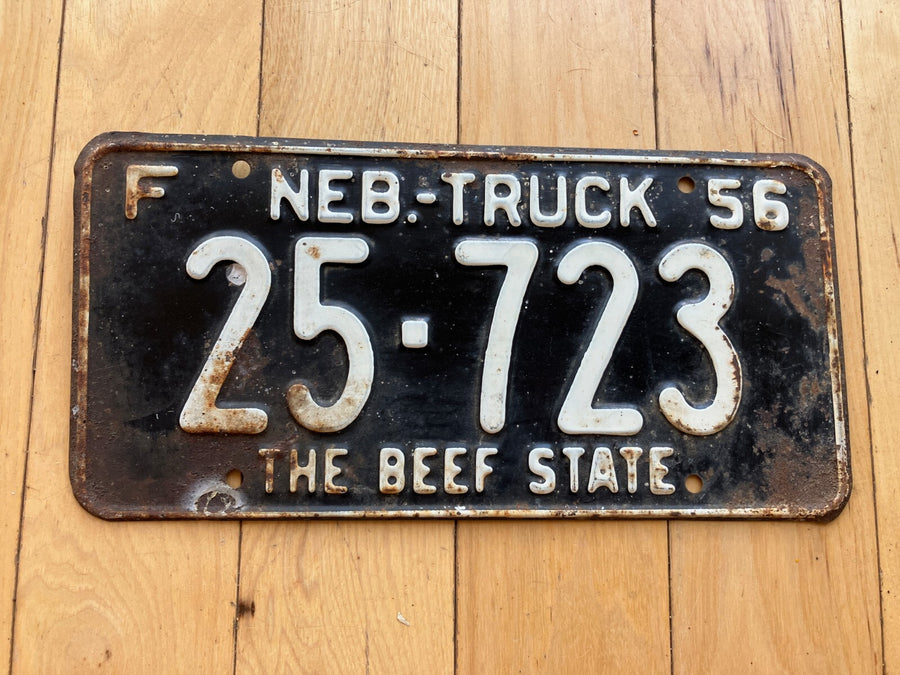 F NEB.-TRUCK 56
25-723
THE BEEF STATE